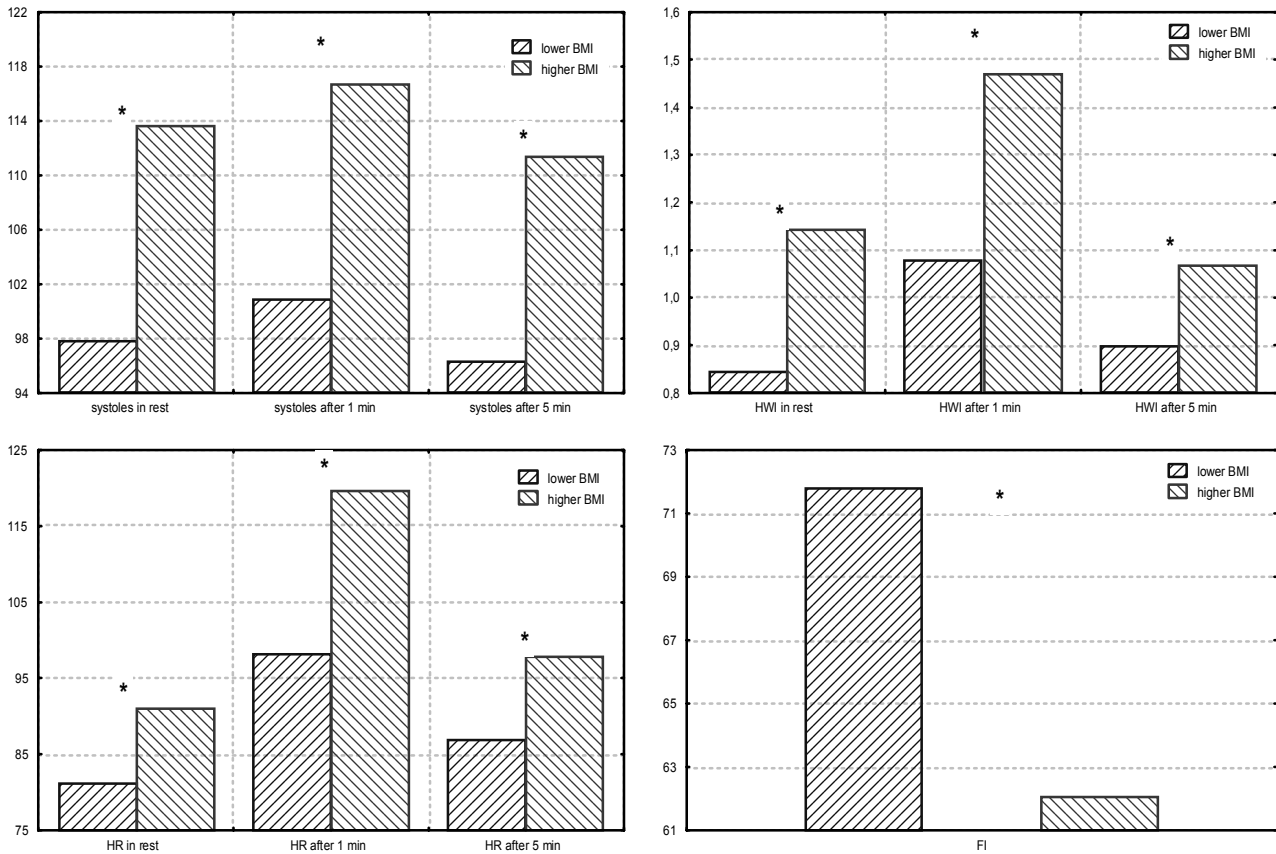 122
118
114
110
106
102
98
94
*
*
*
lower BMI
higher BMI
systoles in rest
systoles after 1 min
systoles after 5 min
1,6
1,5
1,4
1,3
1,2
1,1
1,0
0,9
0,8
*
*
*
lower BMI
higher BMI
HWI in rest
HWI after 1 min
HWI after 5 min
125
115
105
95
85
75
*
*
*
lower BMI
higher BMI
HR in rest
HR after 1 min
HR after 5 min
73
71
69
67
65
63
61
*
lower BMI
higher BMI
FI